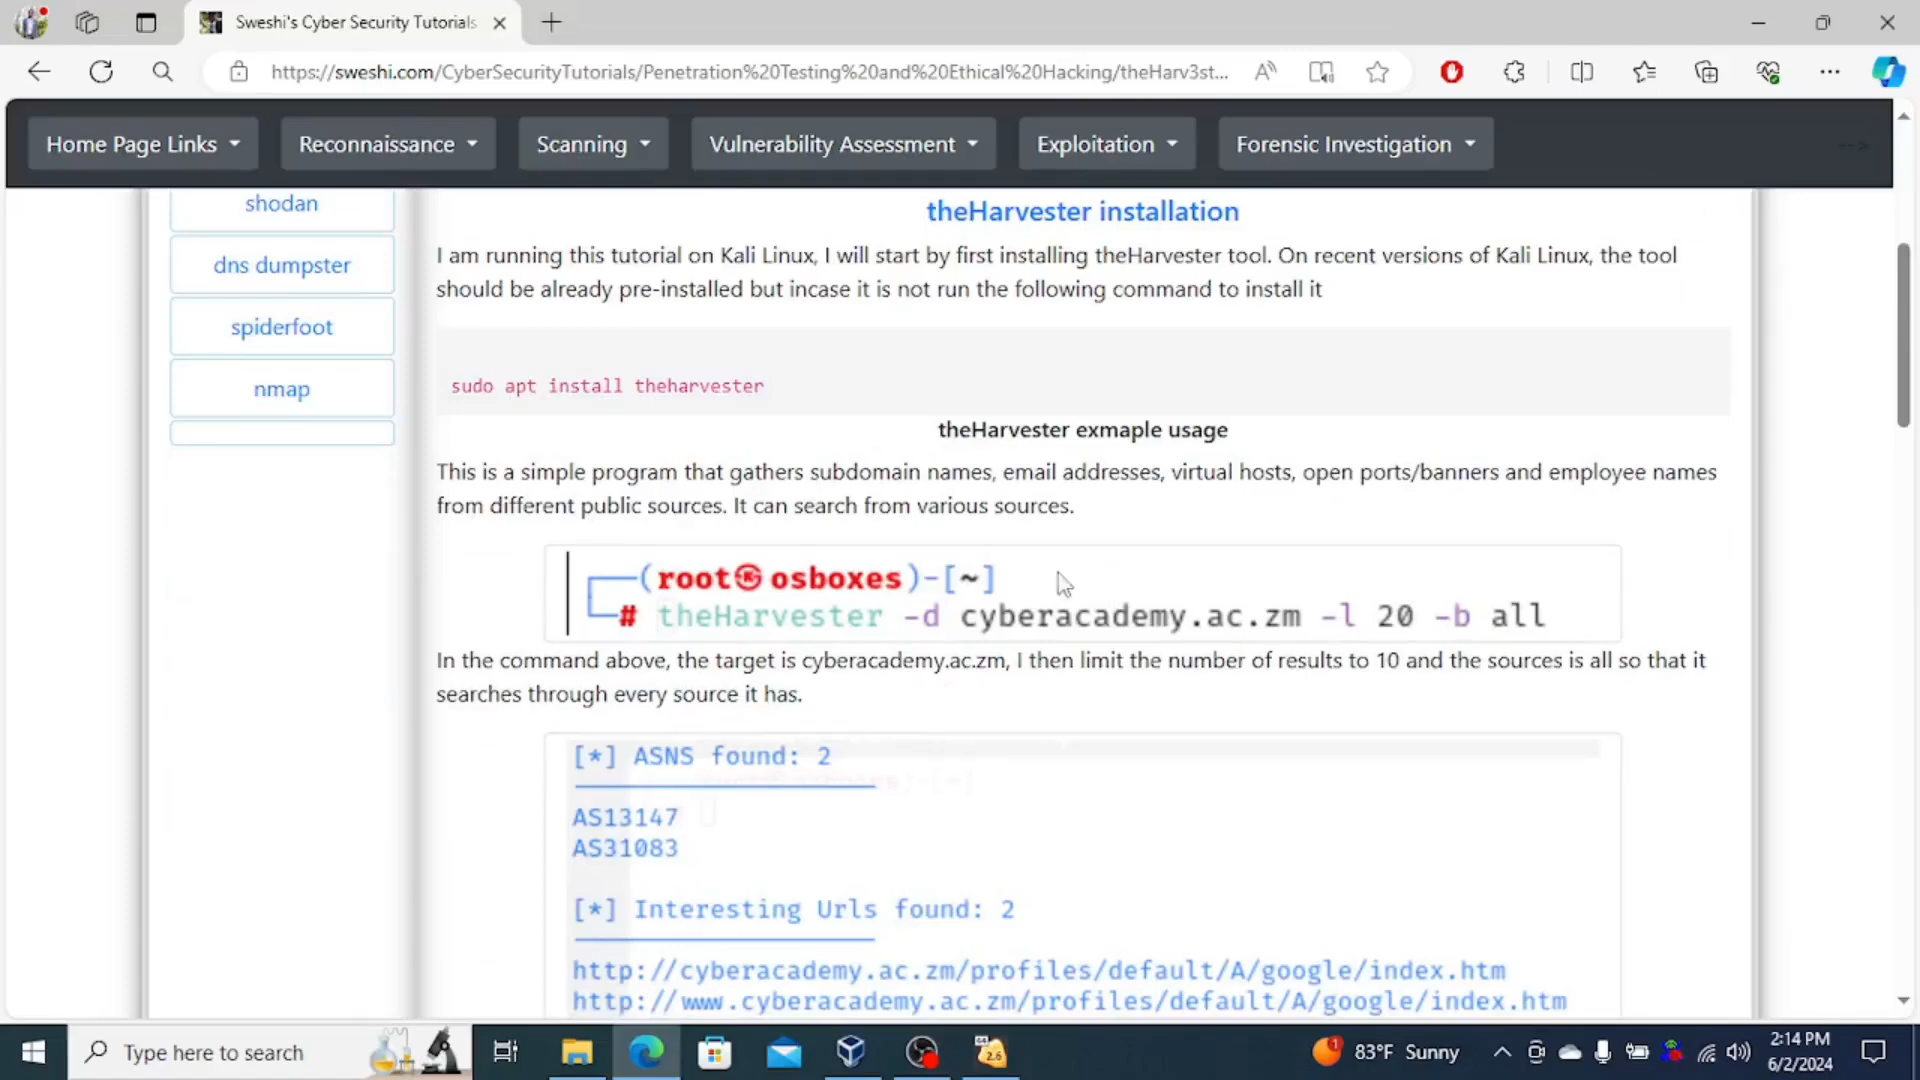 Sweshi's Cyber Security Tutorials
https://sweshi.com/CyberSecurityTutorials/Penetration%20Testing%20and%20Ethical%20Hacking/theHarv3st...
Home Page Links
Reconnaissance
Scanning
Vulnerability Assessment
Exploitation
Forensic Investigation
-->
shodan
dns dumpster
spiderfoot
nmap
theHarvester installation
I am running this tutorial on Kali Linux, I will start by first installing theHarvester tool. On recent versions of Kali Linux, the tool
should be already pre-installed but incase it is not run the following command to install it
sudo apt install theharvester
theHarvester exmaple usage
This is a simple program that gathers subdomain names, email addresses, virtual hosts, open ports/banners and employee names
from different public sources. It can search from various sources.
(root㉿osboxes)-[~]
# theHarvester -d cyberacademy.ac.zm -l 20 -b all
In the command above, the target is cyberacademy.ac.zm, I then limit the number of results to 10 and the sources is all so that it
searches through every source it has.
[*] ASNS found: 2
AS13147
AS31083
[*] Interesting Urls found: 2
http://cyberacademy.ac.zm/profiles/default/A/google/index.htm
http://www.cyberacademy.ac.zm/profiles/default/A/google/index.htm
Type here to search
2.6
1
83°F Sunny
2:14 PM
6/2/2024